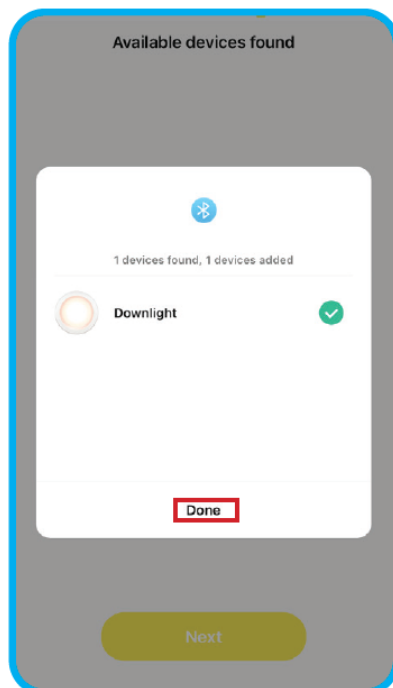 Available devices found
1 devices found, 1 devices added
Downlight
Done
Next